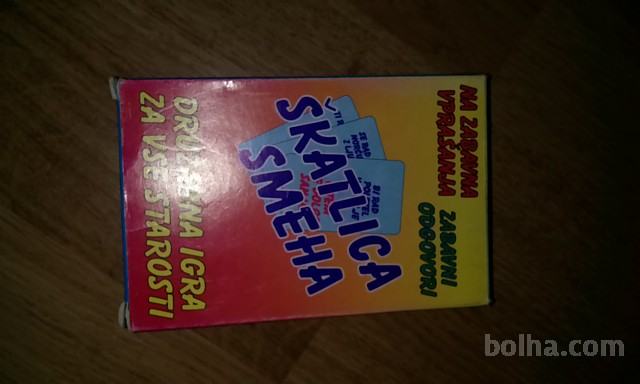 NA ZABAVNA
VPRAŠANJA
ZABAVNI
ODGOVORI
ŠKATLICA
SMEHA
DRUŽABNA IGRA
ZA VSE STAROSTI
bolha.com